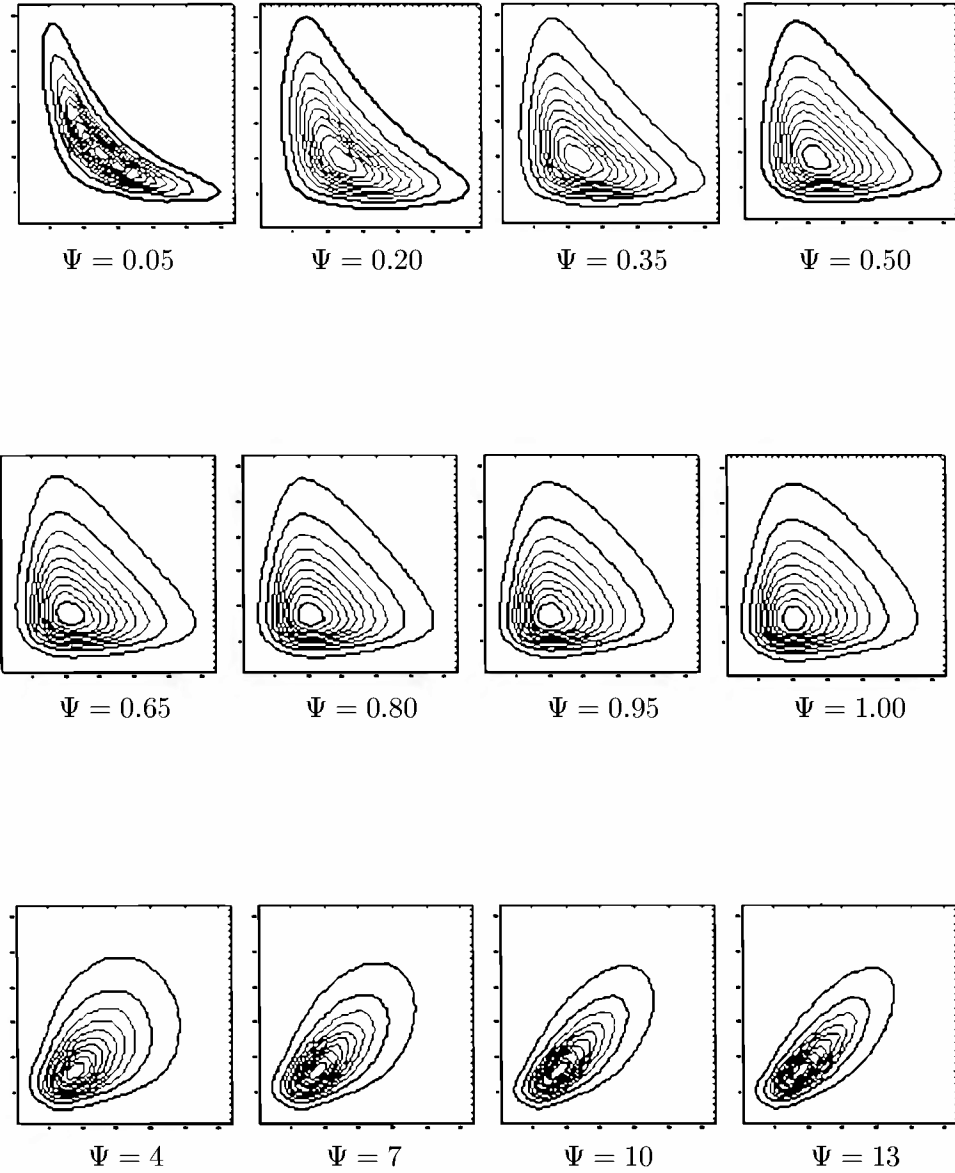 Ψ = 0.05 Ψ = 0.20 Ψ = 0.35 Ψ = 0.50
Ψ = 0.65 Ψ = 0.80 Ψ = 0.95 Ψ = 1.00
Ψ = 4 Ψ = 7 Ψ = 10 Ψ = 13